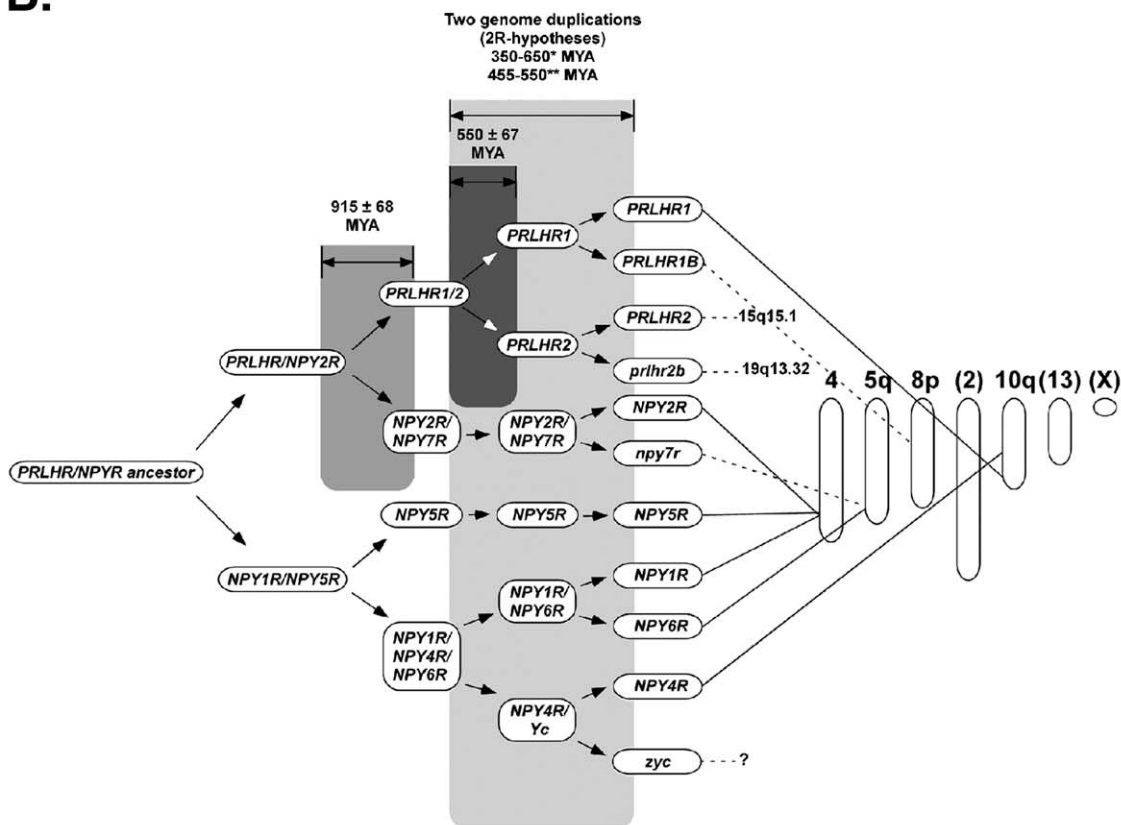 B.
Two genome duplications
(2R-hypotheses)
350-650* MYA
455-550** MYA
550 ± 67
MYA
915 ± 68
MYA
PRLHR1
PRLHR1
PRLHR1B
PRLHR1/2
PRLHR2
15q15.1
PRLHR2
prlhr2b
19q13.32
PRLHR/NPY2R
4 5q 8p (2) 10q (13) (X)
NPY2R/
NPY7R
NPY2R/
NPY7R
NPY2R
npy7r
PRLHR/NPYR ancestor
NPY5R
NPY5R
NPY5R
NPY1R/NPY5R
NPY1R/
NPY6R
NPY1R
NPY6R
NPY1R/
NPY4R/
NPY6R
NPY4R
NPY4R/
Yc
zyc
?